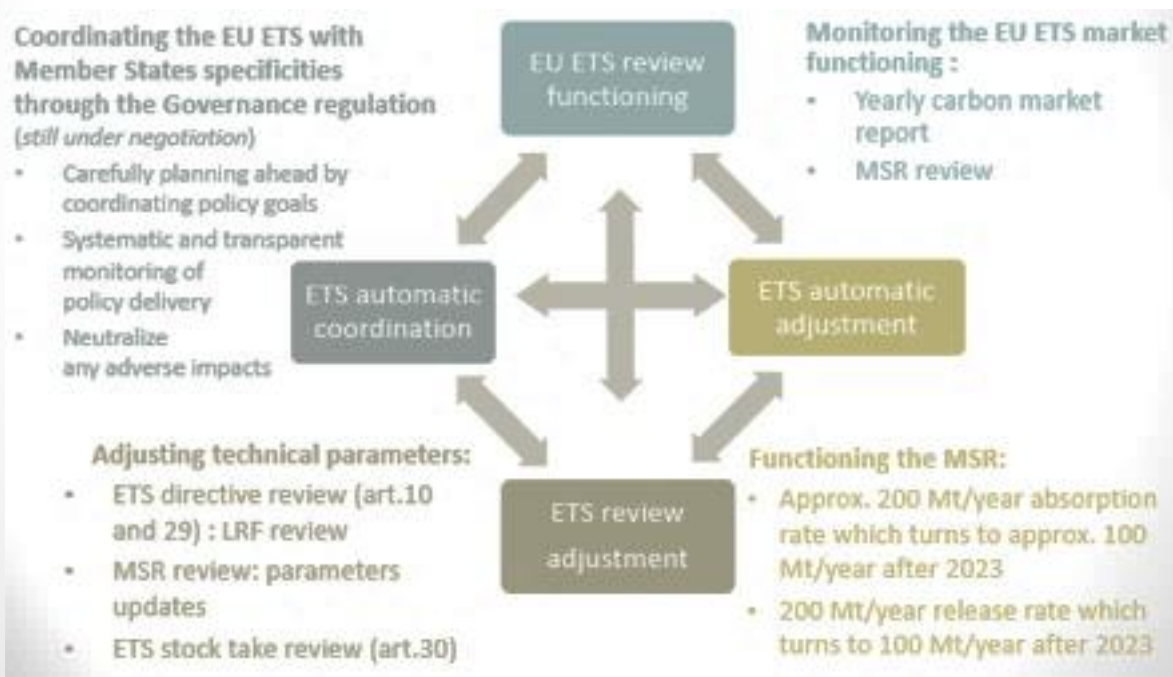 Coordinating the EU ETS with
Member States specificities
through the Governance regulation
(still under negotiation)
• Carefully planning ahead by
coordinating policy goals
• Systematic and transparent
monitoring of
policy delivery
• Neutralize
any adverse impacts
EU ETS review
functioning
Monitoring the EU ETS market
functioning :
• Yearly carbon market
report
• MSR review
ETS automatic
coordination
ETS automatic
adjustment
Adjusting technical parameters:
• ETS directive review (art.10
and 29) : LRF review
• MSR review: parameters
updates
• ETS stock take review (art.30)
ETS review
adjustment
Functioning the MSR:
• Approx. 200 Mt/year absorption
rate which turns to approx. 100
Mt/year after 2023
• 200 Mt/year release rate which
turns to 100 Mt/year after 2023